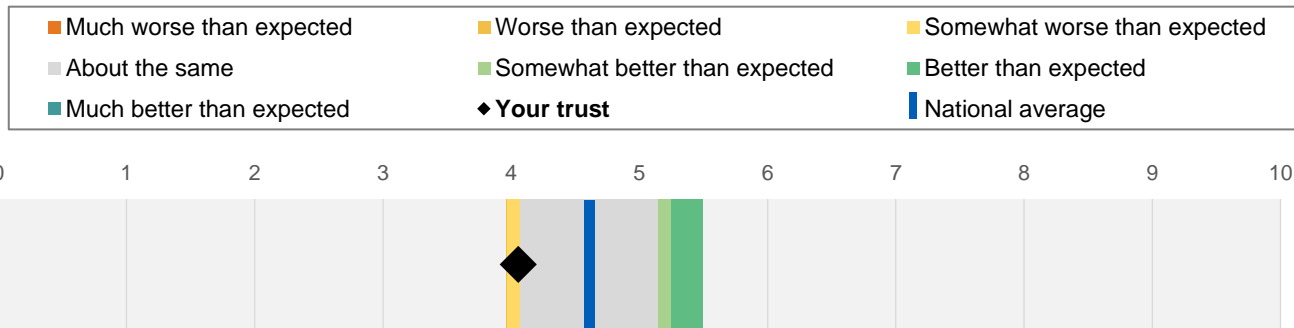 Much worse than expected Worse than expected Somewhat worse than expected
About the same Somewhat better than expected Better than expected
Much better than expected Your trust National average
0 1 2 3 4 5 6 7 8 9 10